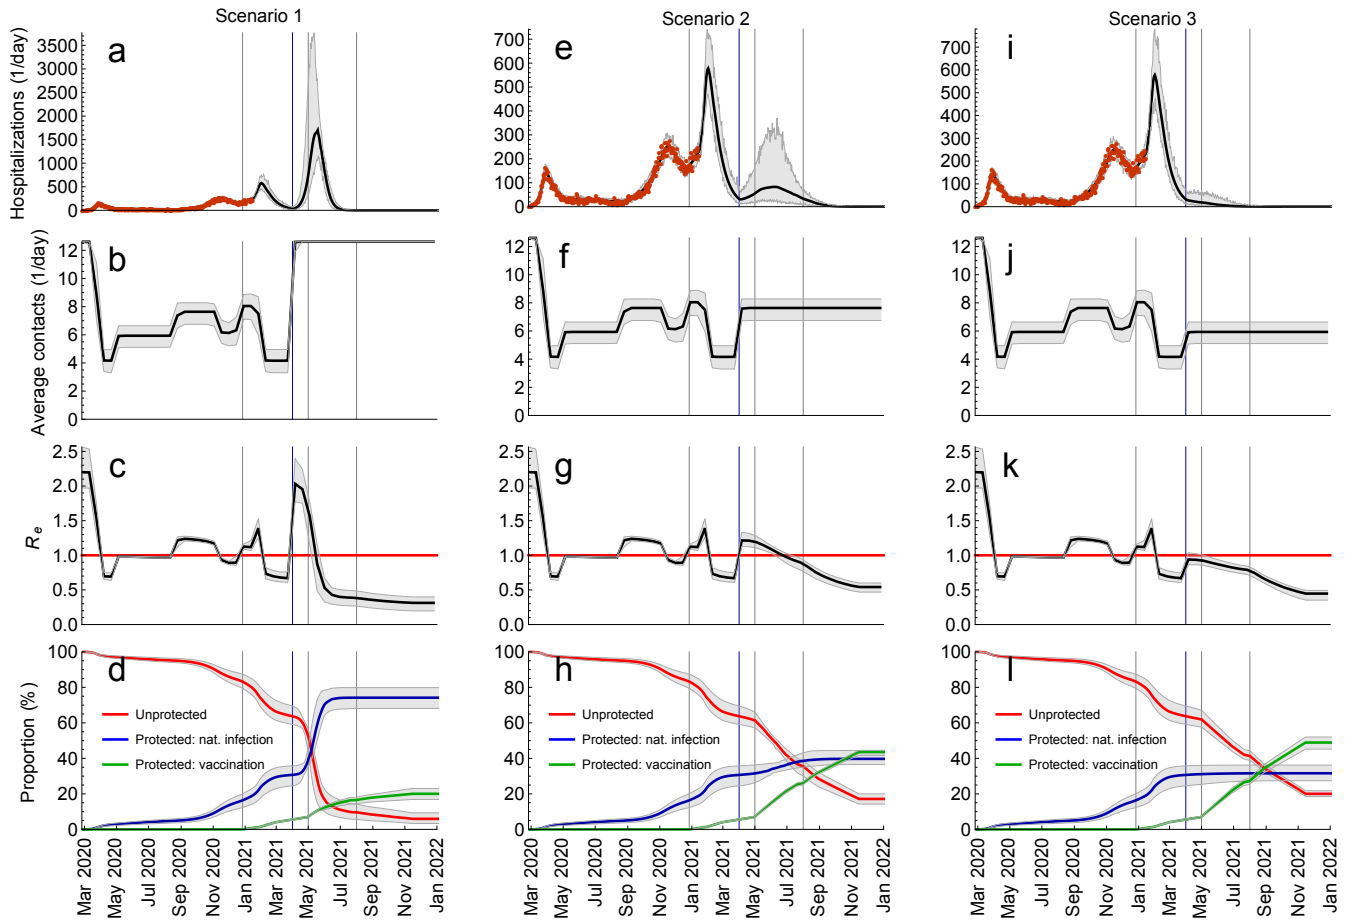 Scenario 1
Scenario 2
Scenario 3
a
e
i
Hospitalizations (1/day)
3500
3000
2500
2000
1500
1000
500
0
700
600
500
400
300
200
100
0
700
600
500
400
300
200
100
0
b
f
j
Average contacts (1/day)
12
10
8
6
4
2
0
12
10
8
6
4
2
0
12
10
8
6
4
2
0
c
g
k
Re
2.5
2.0
1.5
1.0
0.5
0.0
2.5
2.0
1.5
1.0
0.5
0.0
2.5
2.0
1.5
1.0
0.5
0.0
d
h
l
Proportion (%)
100
80
60
40
20
0
100
80
60
40
20
0
100
80
60
40
20
0
Unprotected
Protected: nat. infection
Protected: vaccination
Unprotected
Protected: nat. infection
Protected: vaccination
Unprotected
Protected: nat. infection
Protected: vaccination
Mar 2020
May 2020
Jul 2020
Sep 2020
Nov 2020
Jan 2021
Mar 2021
May 2021
Jul 2021
Sep 2021
Nov 2021
Jan 2022
Mar 2020
May 2020
Jul 2020
Sep 2020
Nov 2020
Jan 2021
Mar 2021
May 2021
Jul 2021
Sep 2021
Nov 2021
Jan 2022
Mar 2020
May 2020
Jul 2020
Sep 2020
Nov 2020
Jan 2021
Mar 2021
May 2021
Jul 2021
Sep 2021
Nov 2021
Jan 2022